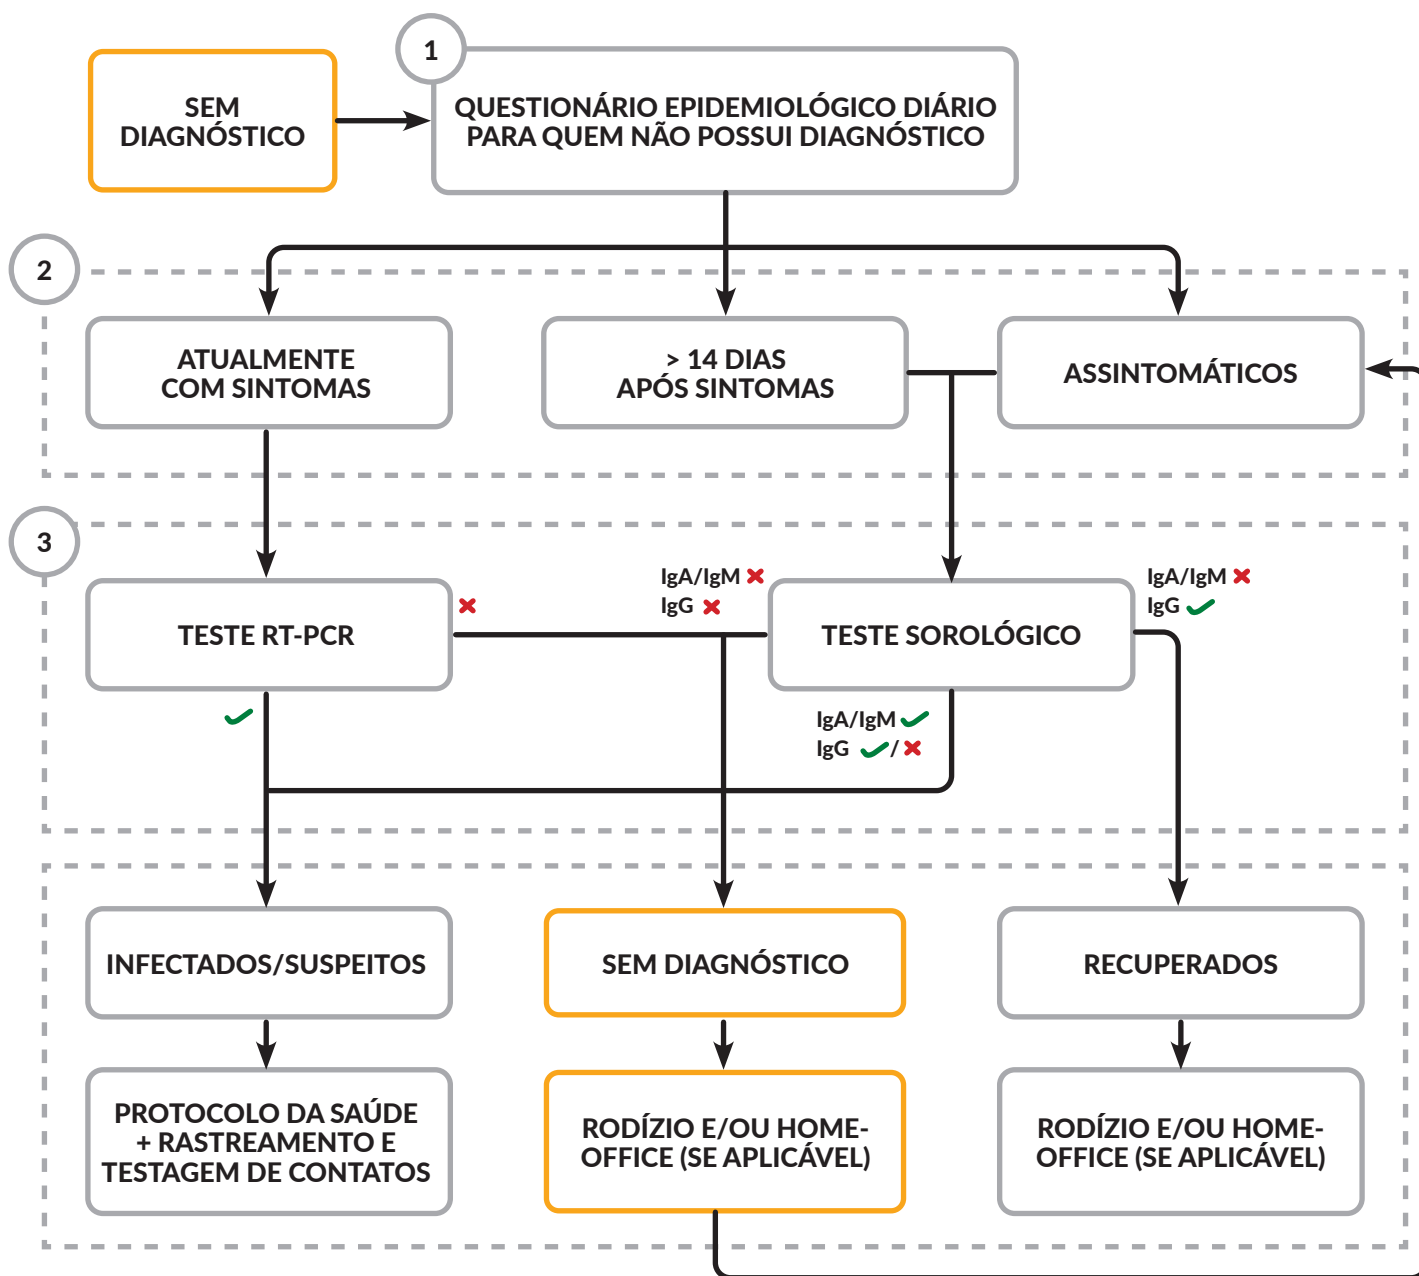 1
SEM
DIAGNÓSTICO
QUESTIONÁRIO EPIDEMIOLÓGICO DIÁRIO
PARA QUEM NÃO POSSUI DIAGNÓSTICO
2
ATUALMENTE
COM SINTOMAS
> 14 DIAS
APÓS SINTOMAS
ASSINTOMÁTICOS
3
TESTE RT-PCR
IgA/IgM
IgG
TESTE SOROLÓGICO
IgA/IgM
IgG
IgA/IgM
IgG /
INFECTADOS/SUSPEITOS
SEM DIAGNÓSTICO
RECUPERADOS
PROTOCOLO DA SAÚDE
+ RASTREAMENTO E
TESTAGEM DE CONTATOS
RODÍZIO E/OU HOME-
OFFICE (SE APLICÁVEL)
RODÍZIO E/OU HOME-
OFFICE (SE APLICÁVEL)